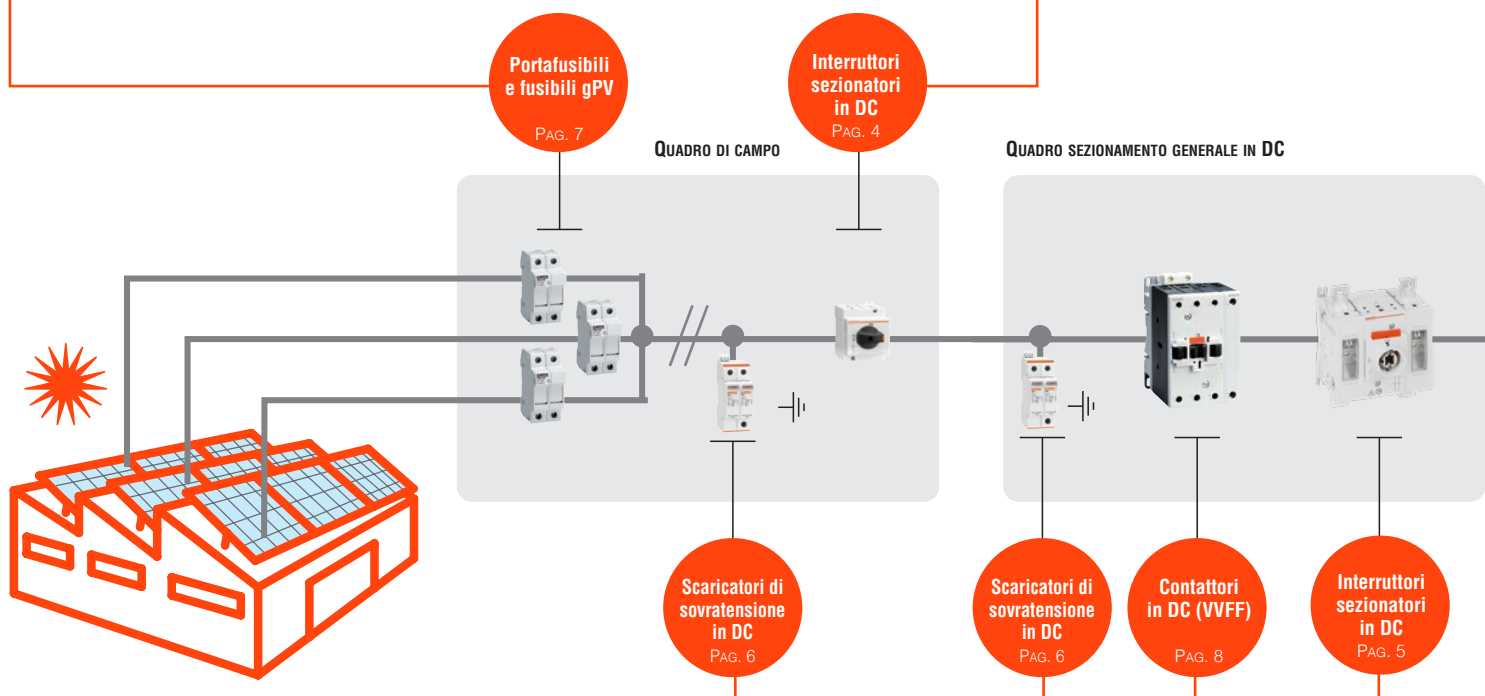 Portafusibili
e fusibili gPV
PAG. 7
Interruttori
sezionatori
in DC
PAG. 4
QUADRO DI CAMPO
QUADRO SEZIONAMENTO GENERALE IN DC
Scaricatori di
sovratensione
in DC
PAG. 6
Scaricatori di
sovratensione
in DC
PAG. 6
Contattori
in DC (VVFF)
PAG. 8
Interruttori
sezionatori
in DC
PAG. 5